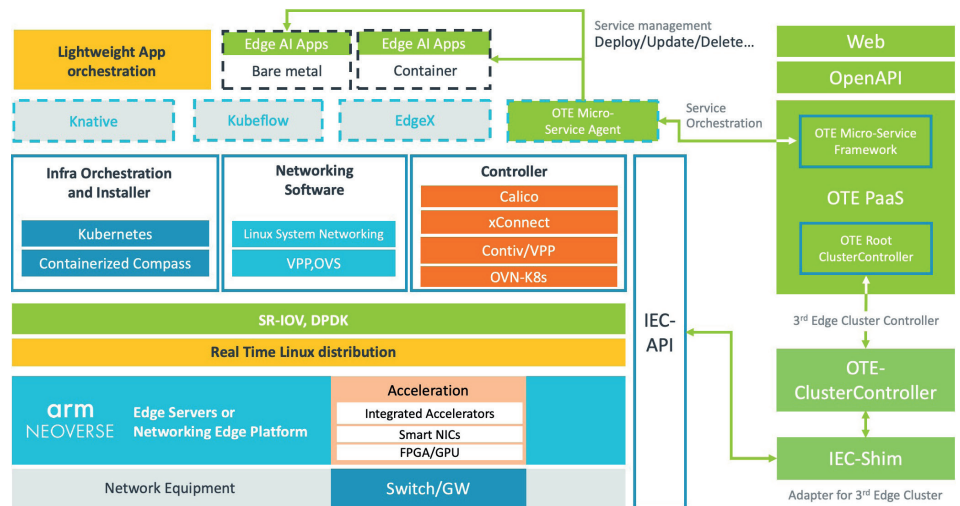 Lightweight App
orchestration
Edge AI Apps
Bare metal
Edge AI Apps
Container
Service management
Deploy/Update/Delete...
Web
OpenAPI
Knative
Kubeflow
EdgeX
OTE Micro-
Service Agent
Service
Orchestration
OTE Micro-Service
Framework
OTE PaaS
OTE Root
ClusterController
Infra Orchestration
and Installer
Kubernetes
Containerized Compass
Networking
Software
Linux System Networking
VPP,OVS
Controller
Calico
xConnect
Contiv/VPP
OVN-K8s
IEC-
API
3rd Edge Cluster Controller
SR-IOV, DPDK
Real Time Linux distribution
OTE-
ClusterController
arm
NEOVERSE
Edge Servers or
Networking Edge Platform
Acceleration
Integrated Accelerators
Smart NICs
FPGA/GPU
IEC-Shim
Adapter for 3rd Edge Cluster
Network Equipment
Switch/GW